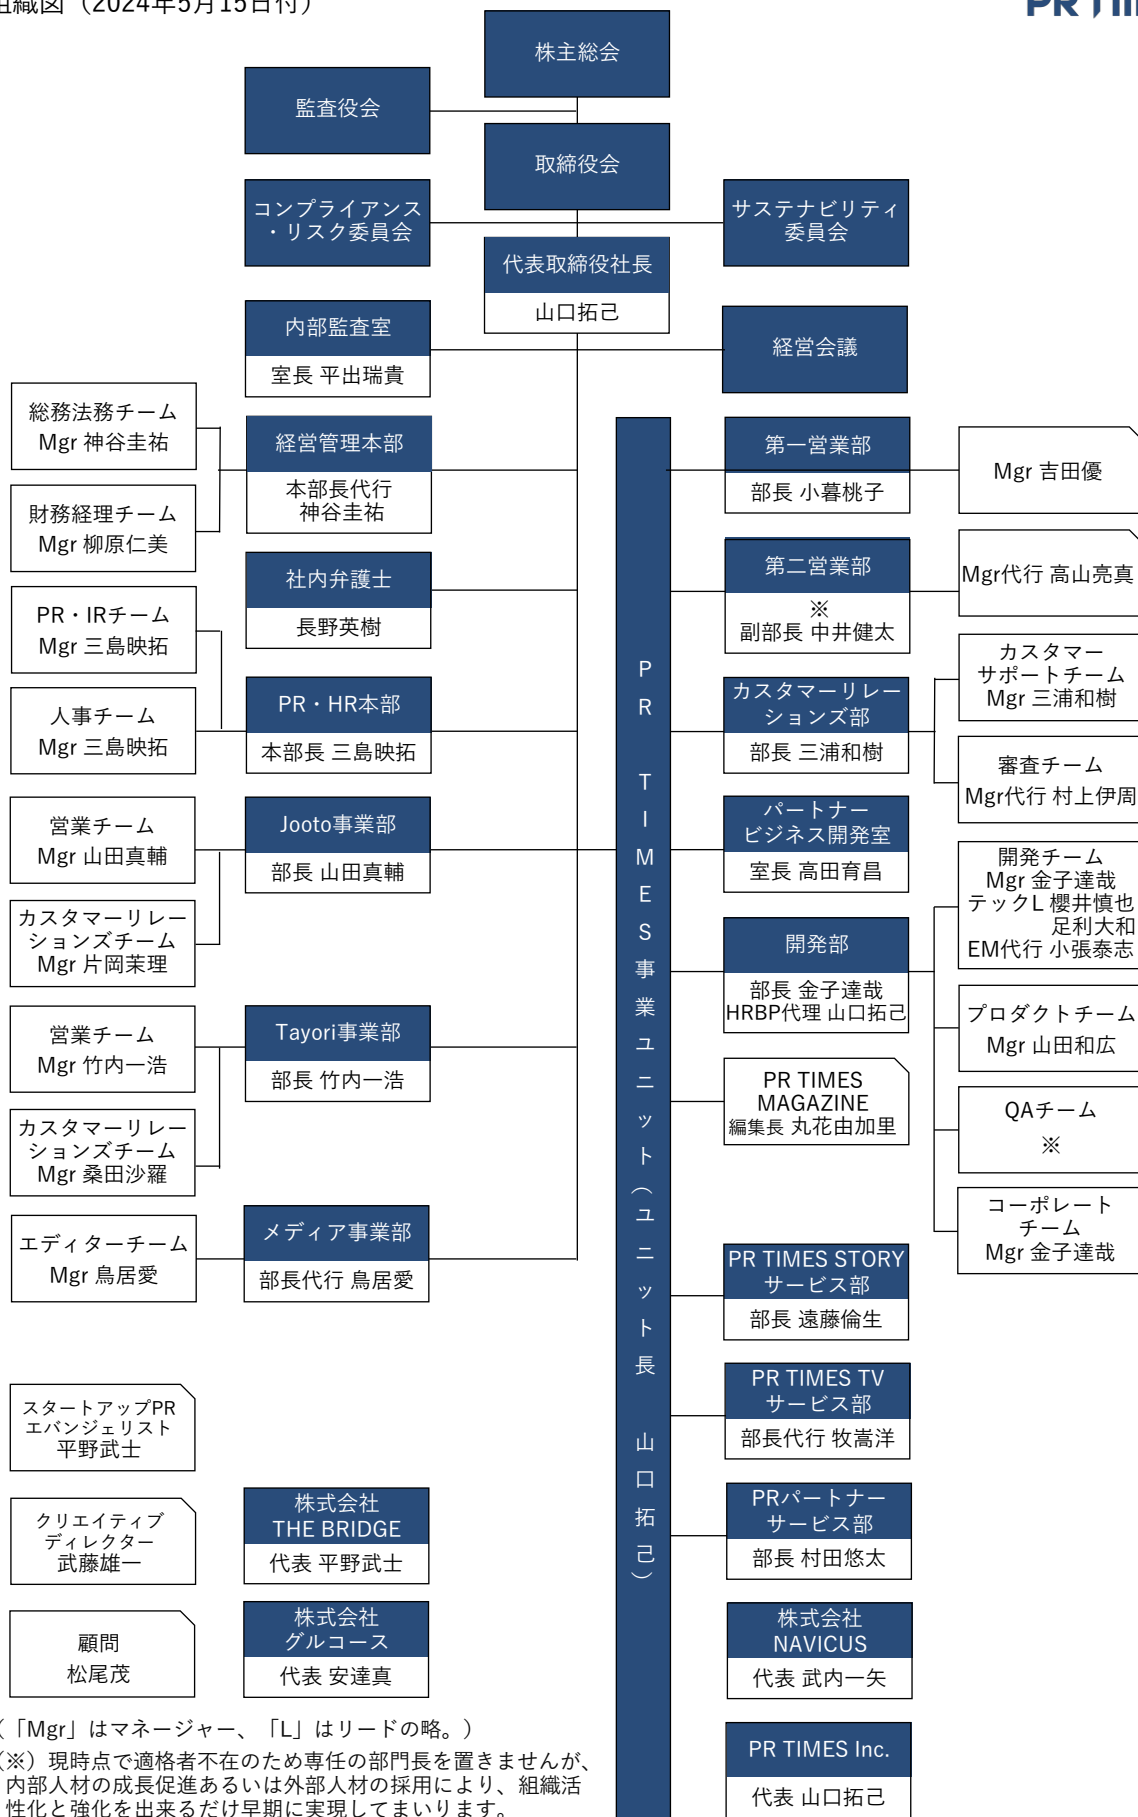 組織図（2024年5月15日付）
PR TIM
株主総会
監査役会
取締役会
コンプライアンス
・リスク委員会
サステナビリティ
委員会
代表取締役社長
山口拓己
内部監査室
室長 平出瑞貴
経営会議
総務法務チーム
Mgr 神谷圭祐
財務経理チーム
Mgr 柳原仁美
経営管理本部
本部長代行
神谷圭祐
社内弁護士
長野英樹
PR・IRチーム
Mgr 三島映拓
人事チーム
Mgr 三島映拓
PR・HR本部
本部長 三島映拓
営業チーム
Mgr 山田真輔
カスタマーリレー
ションズチーム
Mgr 片岡茉理
Jooto事業部
部長 山田真輔
営業チーム
Mgr 竹内一浩
カスタマーリレー
ションズチーム
Mgr 桑田沙羅
Tayori事業部
部長 竹内一浩
エディターチーム
Mgr 鳥居愛
メディア事業部
部長代行 鳥居愛
PR TIMES事業ユニット（ユニット長 山口拓己）
第一営業部
部長 小暮桃子
Mgr 吉田優
第二営業部
※
副部長 中井健太
Mgr代行 高山亮真
カスタマーリレー
ションズ部
部長 三浦和樹
カスタマー
サポートチーム
Mgr 三浦和樹
審査チーム
Mgr代行 村上伊周
パートナー
ビジネス開発室
室長 高田育昌
開発部
部長 金子達哉
HRBP代理 山口拓己
開発チーム
Mgr 金子達哉
テックL 櫻井慎也
足利大和
EM代行 小張泰志
プロダクトチーム
Mgr 山田和広
QAチーム
※
コーポレート
チーム
Mgr 金子達哉
PR TIMES
MAGAZINE
編集長 丸花由加里
PR TIMES STORY
サービス部
部長 遠藤倫生
PR TIMES TV
サービス部
部長代行 牧嵩洋
PRパートナー
サービス部
部長 村田悠太
株式会社
NAVICUS
代表 武内一矢
PR TIMES Inc.
代表 山口拓己
スタートアップPR
エバンジェリスト
平野武士
クリエイティブ
ディレクター
武藤雄一
顧問
松尾茂
株式会社
THE BRIDGE
代表 平野武士
株式会社
グルコース
代表 安達真
（「Mgr」はマネージャー、「L」はリードの略。）
（※）現時点で適格者不在のため専任の部門長を置きませんが、
内部人材の成長促進あるいは外部人材の採用により、組織活
性化と強化を出来るだけ早期に実現してまいります。